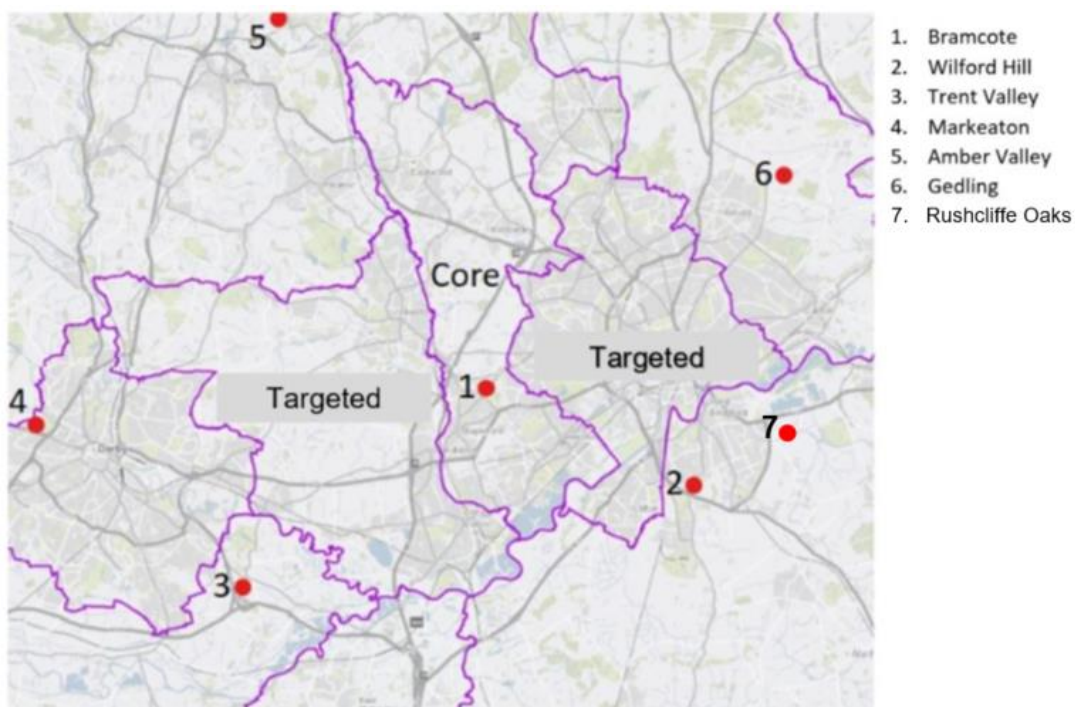 5
1. Bramcote
2. Wilford Hill
3. Trent Valley
4. Markeaton
5. Amber Valley
6. Gedling
7. Rushcliffe Oaks
6
Core
Targeted
Targeted
1
4
7
2
3